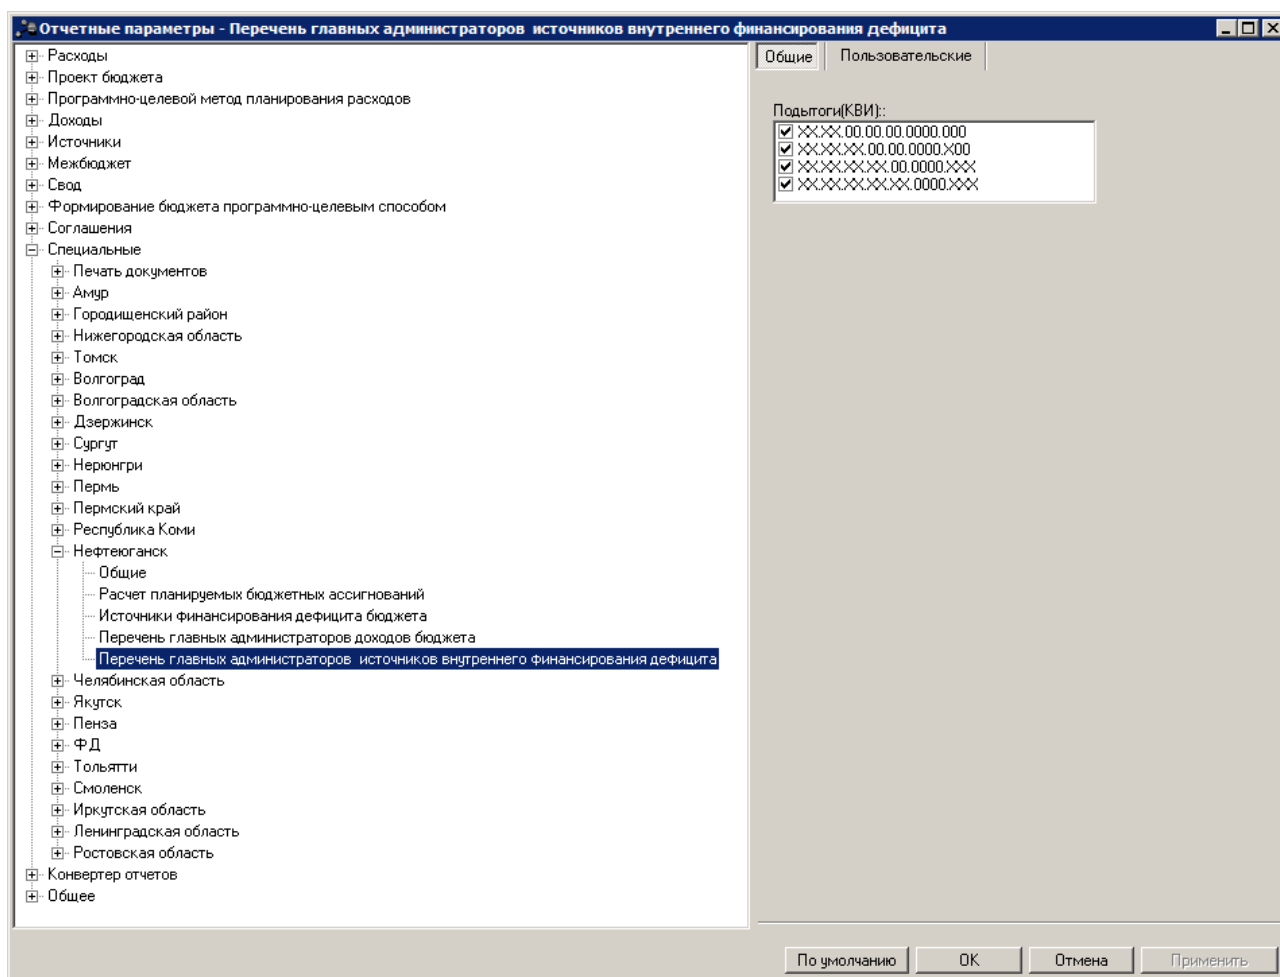 Отчетные параметры - Перечень главных администраторов  источников внутреннего финансирования дефицита
Расходы
Проект бюджета
Программно-целевой метод планирования расходов
Доходы
Источники
Межбюджет
Свод
Формирование бюджета программно-целевым способом
Соглашения
Специальные
Печать документов
Амур
Городищенский район
Нижегородская область
Томск
Волгоград
Волгоградская область
Дзержинск
Сургут
Нерюнгри
Пермь
Пермский край
Республика Коми
Нефтеюганск
Общие
Расчет планируемых бюджетных ассигнований
Источники финансирования дефицита бюджета
Перечень главных администраторов доходов бюджета
Перечень главных администраторов  источников внутреннего финансирования дефицита
Челябинская область
Якутск
Пенза
ФД
Тольятти
Смоленск
Иркутская область
Ленинградская область
Ростовская область
Конвертер отчетов
Общее
Общие Пользовательские
Подытоги(КВИ)::
XX.XX.00.00.00.0000.000
XX.XX.XX.00.00.0000.X00
XX.XX.XX.XX.00.0000.XXX
XX.XX.XX.XX.XX.0000.XXX
По умолчанию OK Отмена Применить